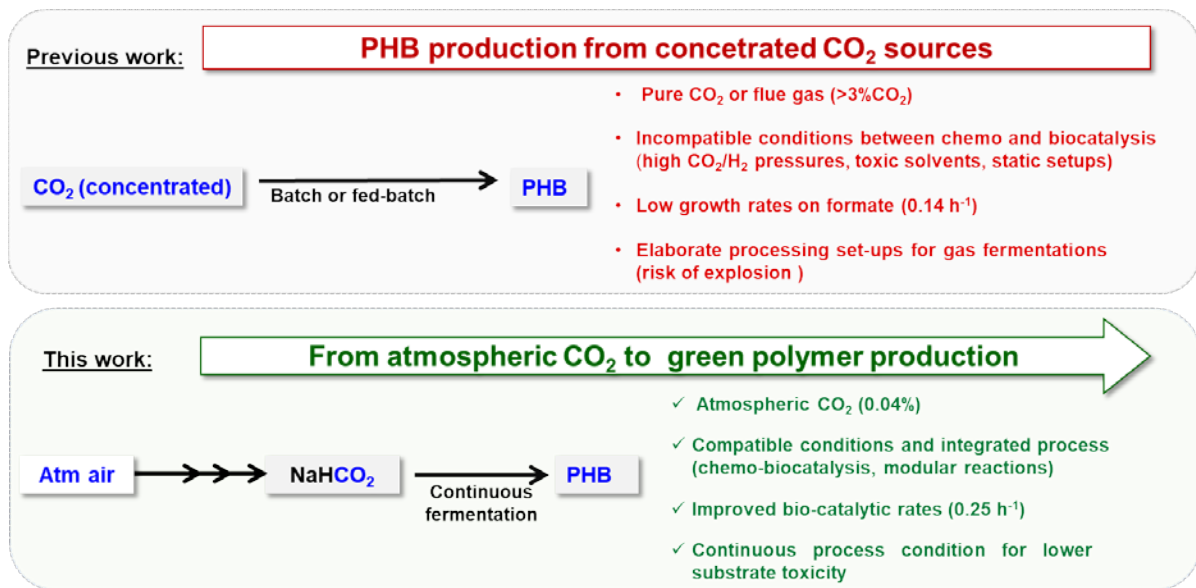 Previous work:
PHB production from concetrated CO₂ sources
• Pure CO₂ or flue gas (>3%CO₂)
• Incompatible conditions between chemo and biocatalysis
(high CO₂/H₂ pressures, toxic solvents, static setups)
CO₂ (concentrated)
Batch or fed-batch
PHB
• Low growth rates on formate (0.14 h⁻¹)
• Elaborate processing set-ups for gas fermentations
(risk of explosion )
This work:
From atmospheric CO₂ to green polymer production
✓ Atmospheric CO₂ (0.04%)
✓ Compatible conditions and integrated process
(chemo-biocatalysis, modular reactions)
Atm air
NaHCO₂
Continuous
fermentation
PHB
✓ Improved bio-catalytic rates (0.25 h⁻¹)
✓ Continuous process condition for lower
substrate toxicity